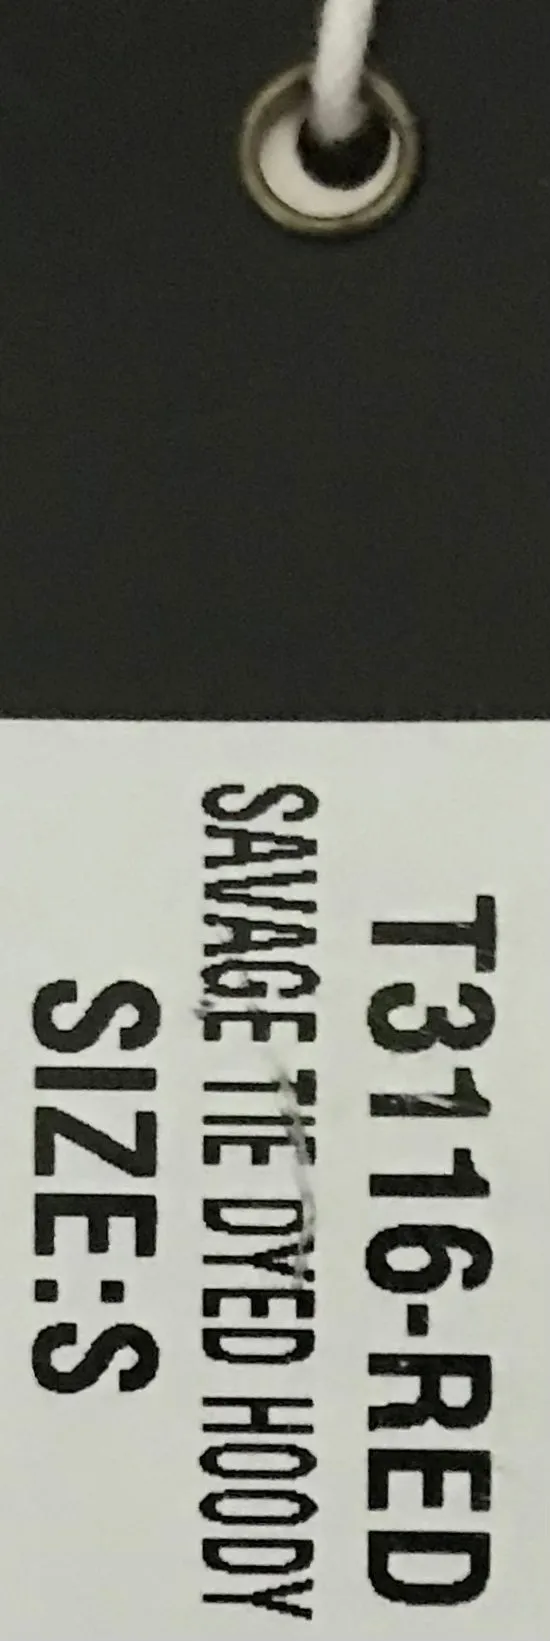 T3116-RED
SAVAGE TIE DYED HOODY
SIZE:S